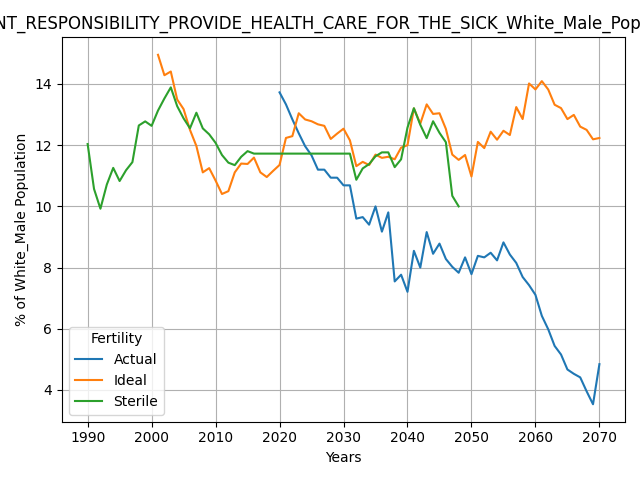 NT_RESPONSIBILITY_PROVIDE_HEALTH_CARE_FOR_THE_SICK_White_Male_Pop
% of White_Male Population
14
12
10
8
6
4
Fertility
Actual
Ideal
Sterile
1990 2000 2010 2020 2030 2040 2050 2060 2070
Years